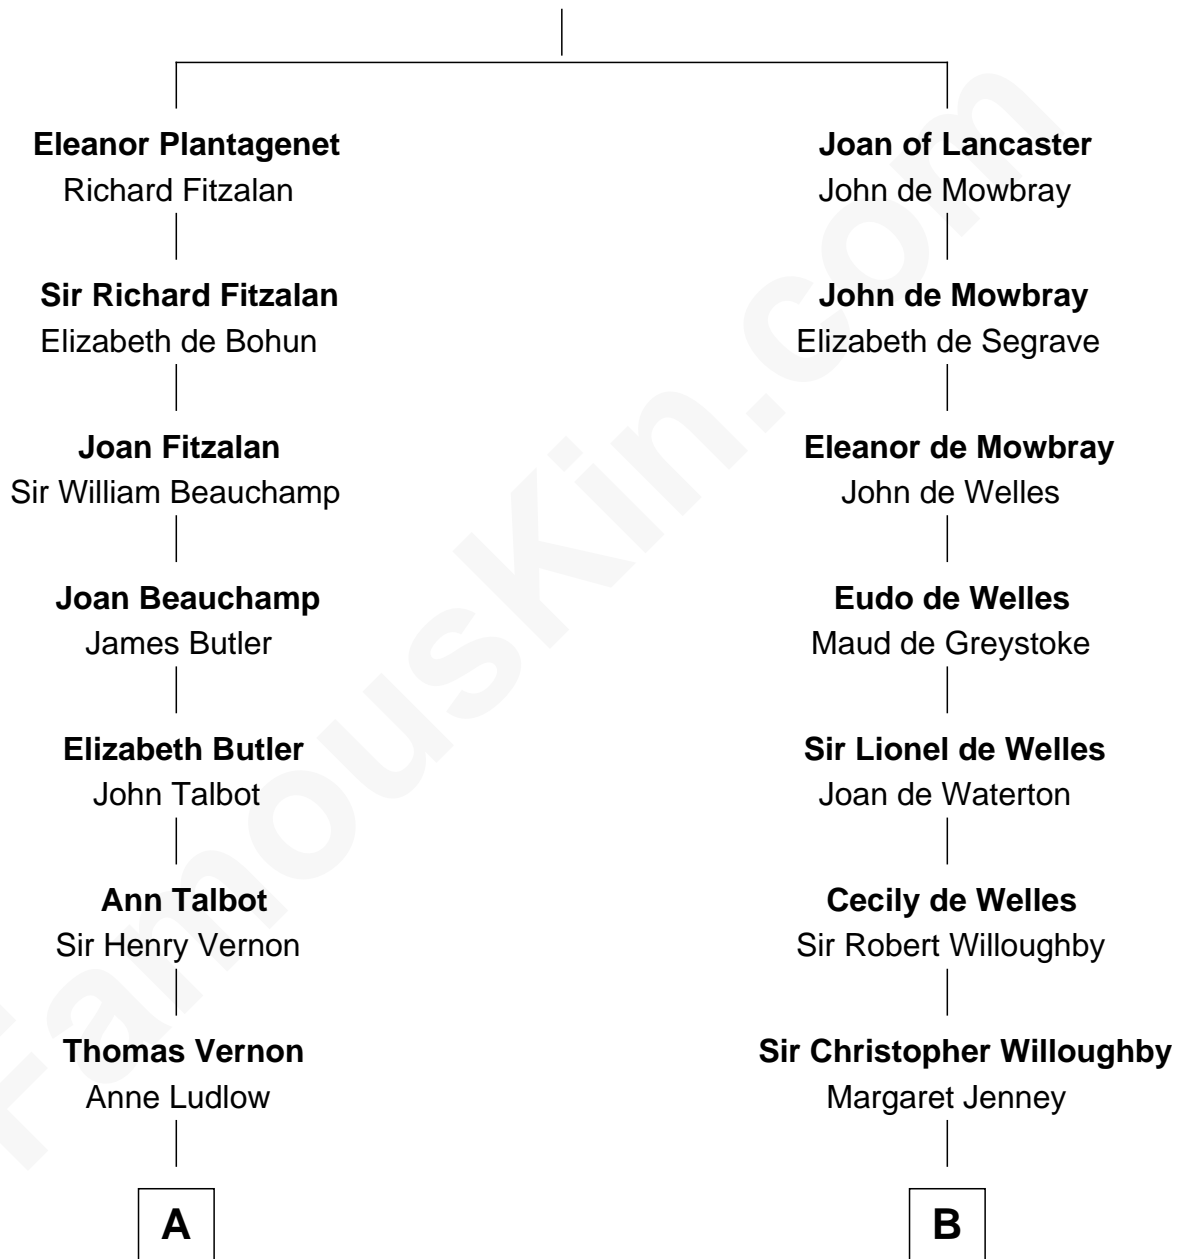 Eleanor Plantagenet
Richard Fitzalan
Sir Richard Fitzalan
Elizabeth de Bohun
Joan Fitzalan
Sir William Beauchamp
Joan Beauchamp
James Butler
Elizabeth Butler
John Talbot
Ann Talbot
Sir Henry Vernon
Thomas Vernon
Anne Ludlow
A
Joan of Lancaster
John de Mowbray
John de Mowbray
Elizabeth de Segrave
Eleanor de Mowbray
John de Welles
Eudo de Welles
Maud de Greystoke
Sir Lionel de Welles
Joan de Waterton
Cecily de Welles
Sir Robert Willoughby
Sir Christopher Willoughby
Margaret Jenney
B
FamousKin.com